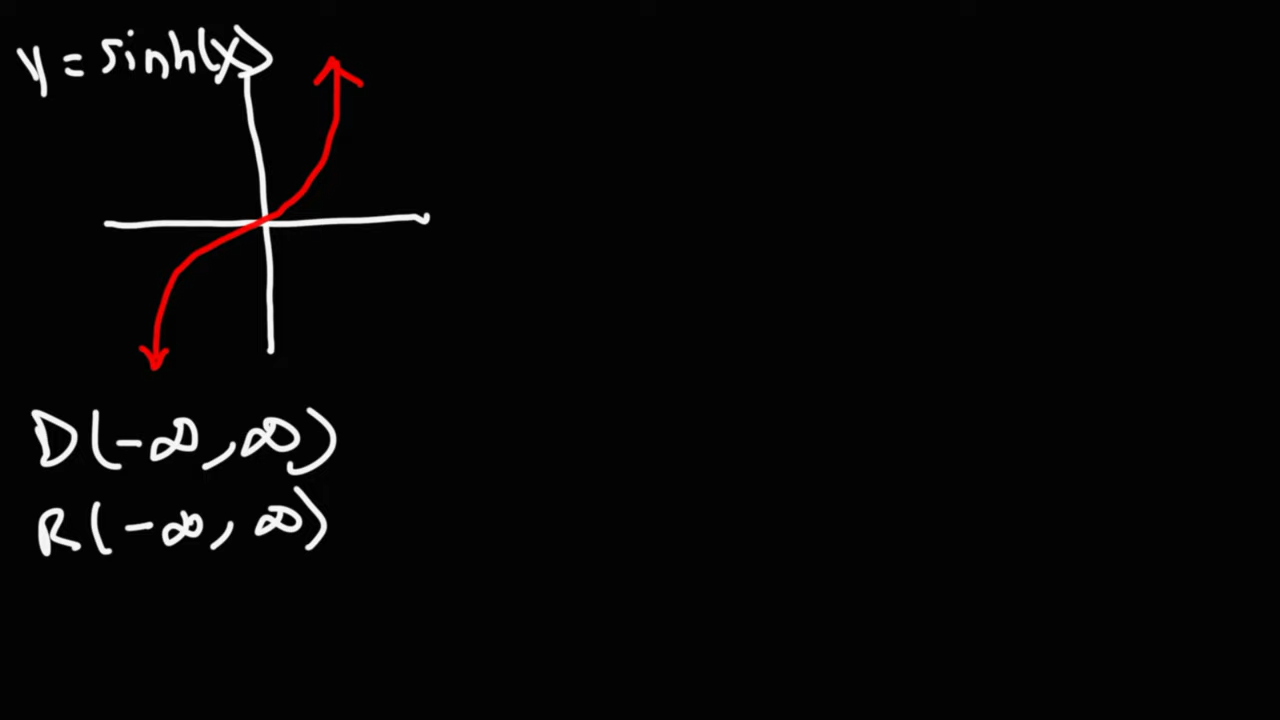 y = sinh(x)
D(-∞, ∞)
R(-∞, ∞)